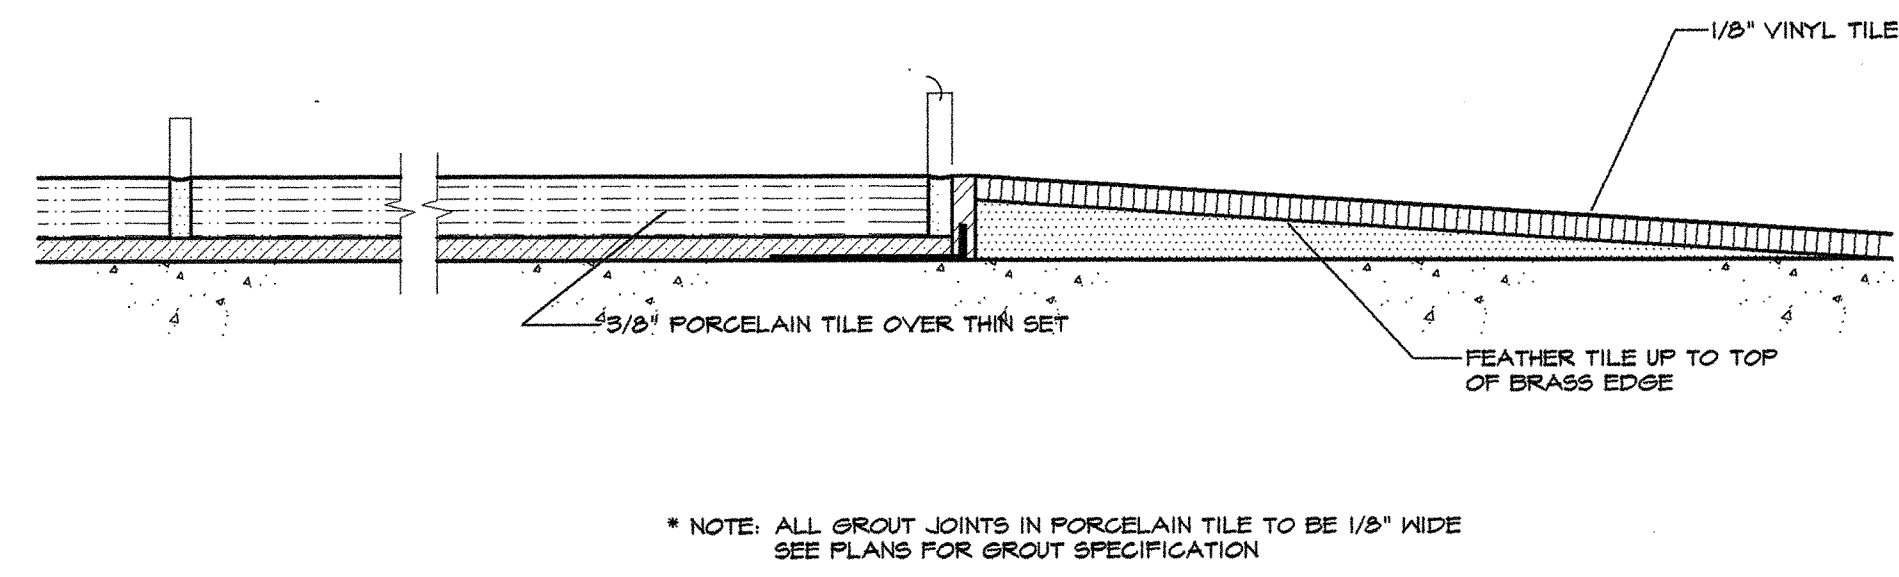 1/8" VINYL TILE
3/8" PORCELAIN TILE OVER THIN SET
FEATHER TILE UP TO TOP
OF BRASS EDGE
* NOTE: ALL GROUT JOINTS IN PORCELAIN TILE TO BE 1/8" WIDE
SEE PLANS FOR GROUT SPECIFICATION